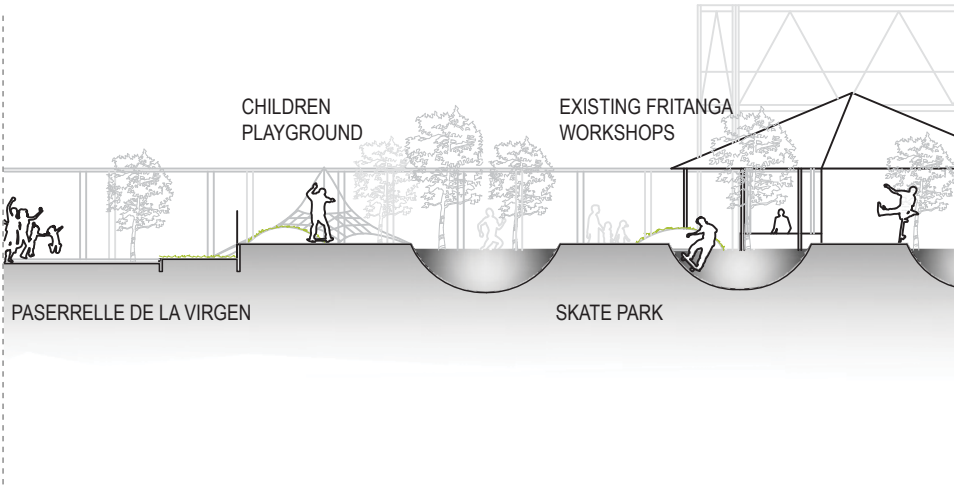 CHILDREN
PLAYGROUND
EXISTING FRITANGA
WORKSHOPS
PASERRELLE DE LA VIRGEN
SKATE PARK